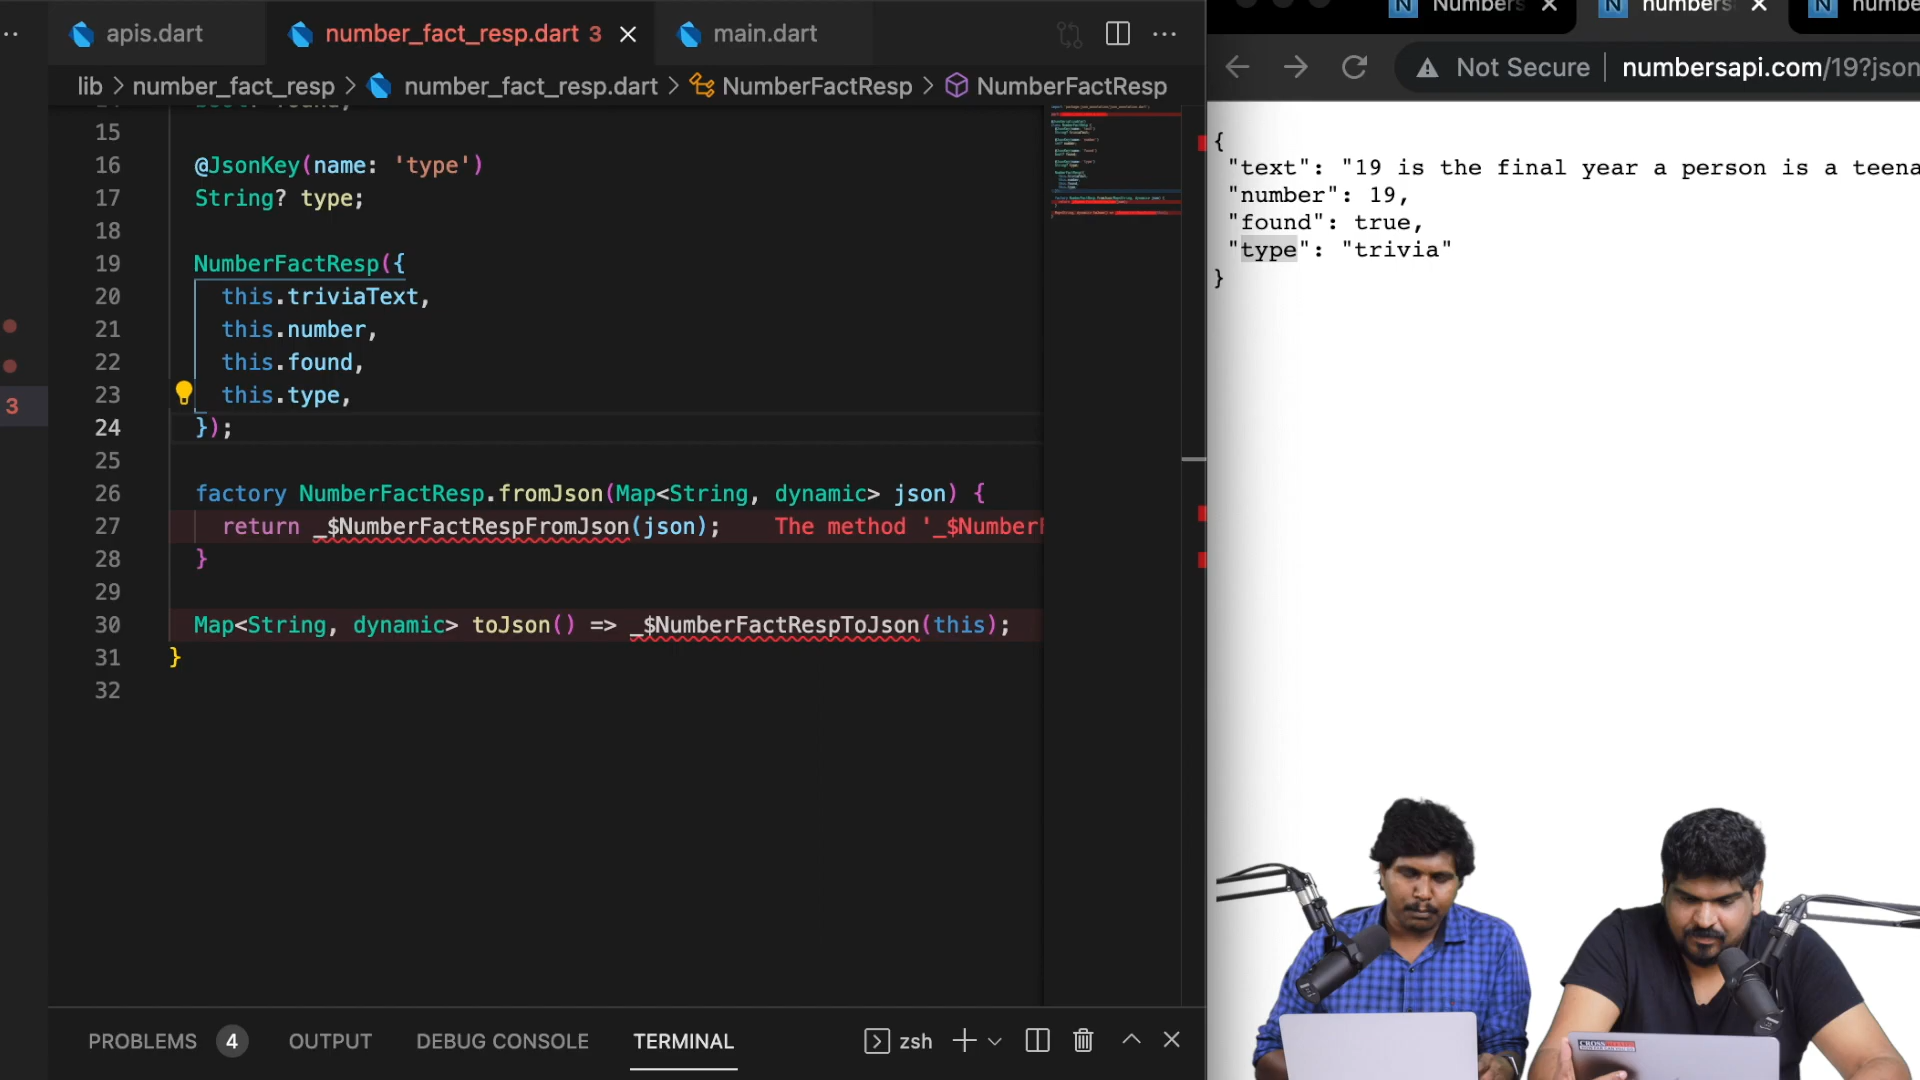 apis.dart
number_fact_resp.dart 3
main.dart
lib > number_fact_resp > number_fact_resp.dart > NumberFactResp > NumberFactResp
15
16 @JsonKey(name: 'type')
17 String? type;
18
19 NumberFactResp({
20 this.triviaText,
21 this.number,
22 this.found,
23 this.type,
24 });
25
26 factory NumberFactResp.fromJson(Map<String, dynamic> json) {
27 return _$NumberFactRespFromJson(json); The method '_$Number
28 }
29
30 Map<String, dynamic> toJson() => _$NumberFactRespToJson(this);
31 }
32
3
PROBLEMS 4 OUTPUT DEBUG CONSOLE TERMINAL zsh
N Numbers
N numbers
N numbe
Not Secure | numbersapi.com/19?json
{
"text": "19 is the final year a person is a teena
"number": 19,
"found": true,
"type": "trivia"
}